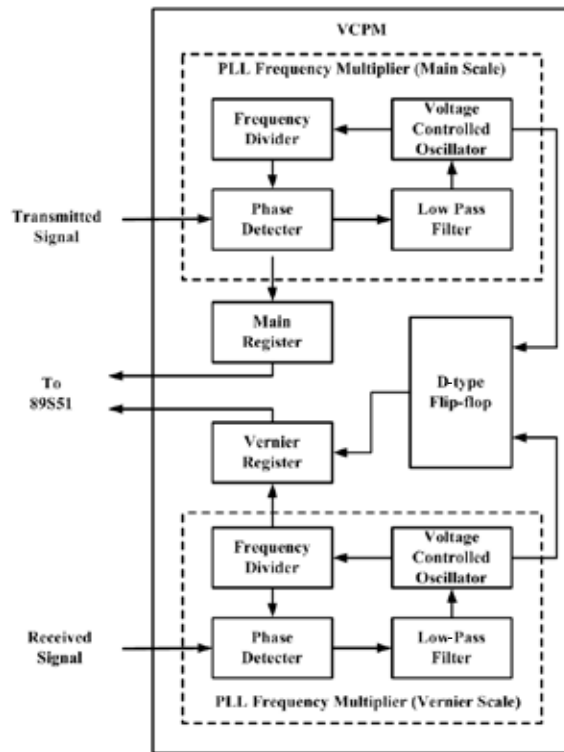 VCPM
PLL Frequency Multiplier (Main Scale)
Frequency
Divider
Voltage
Controlled
Oscillator
Transmitted
Signal
Phase
Detecter
Low Pass
Filter
Main
Register
To
89S51
D-type
Flip-flop
Vernier
Register
Frequency
Divider
Voltage
Controlled
Oscillator
Received
Signal
Phase
Detecter
Low-Pass
Filter
PLL Frequency Multiplier (Vernier Scale)